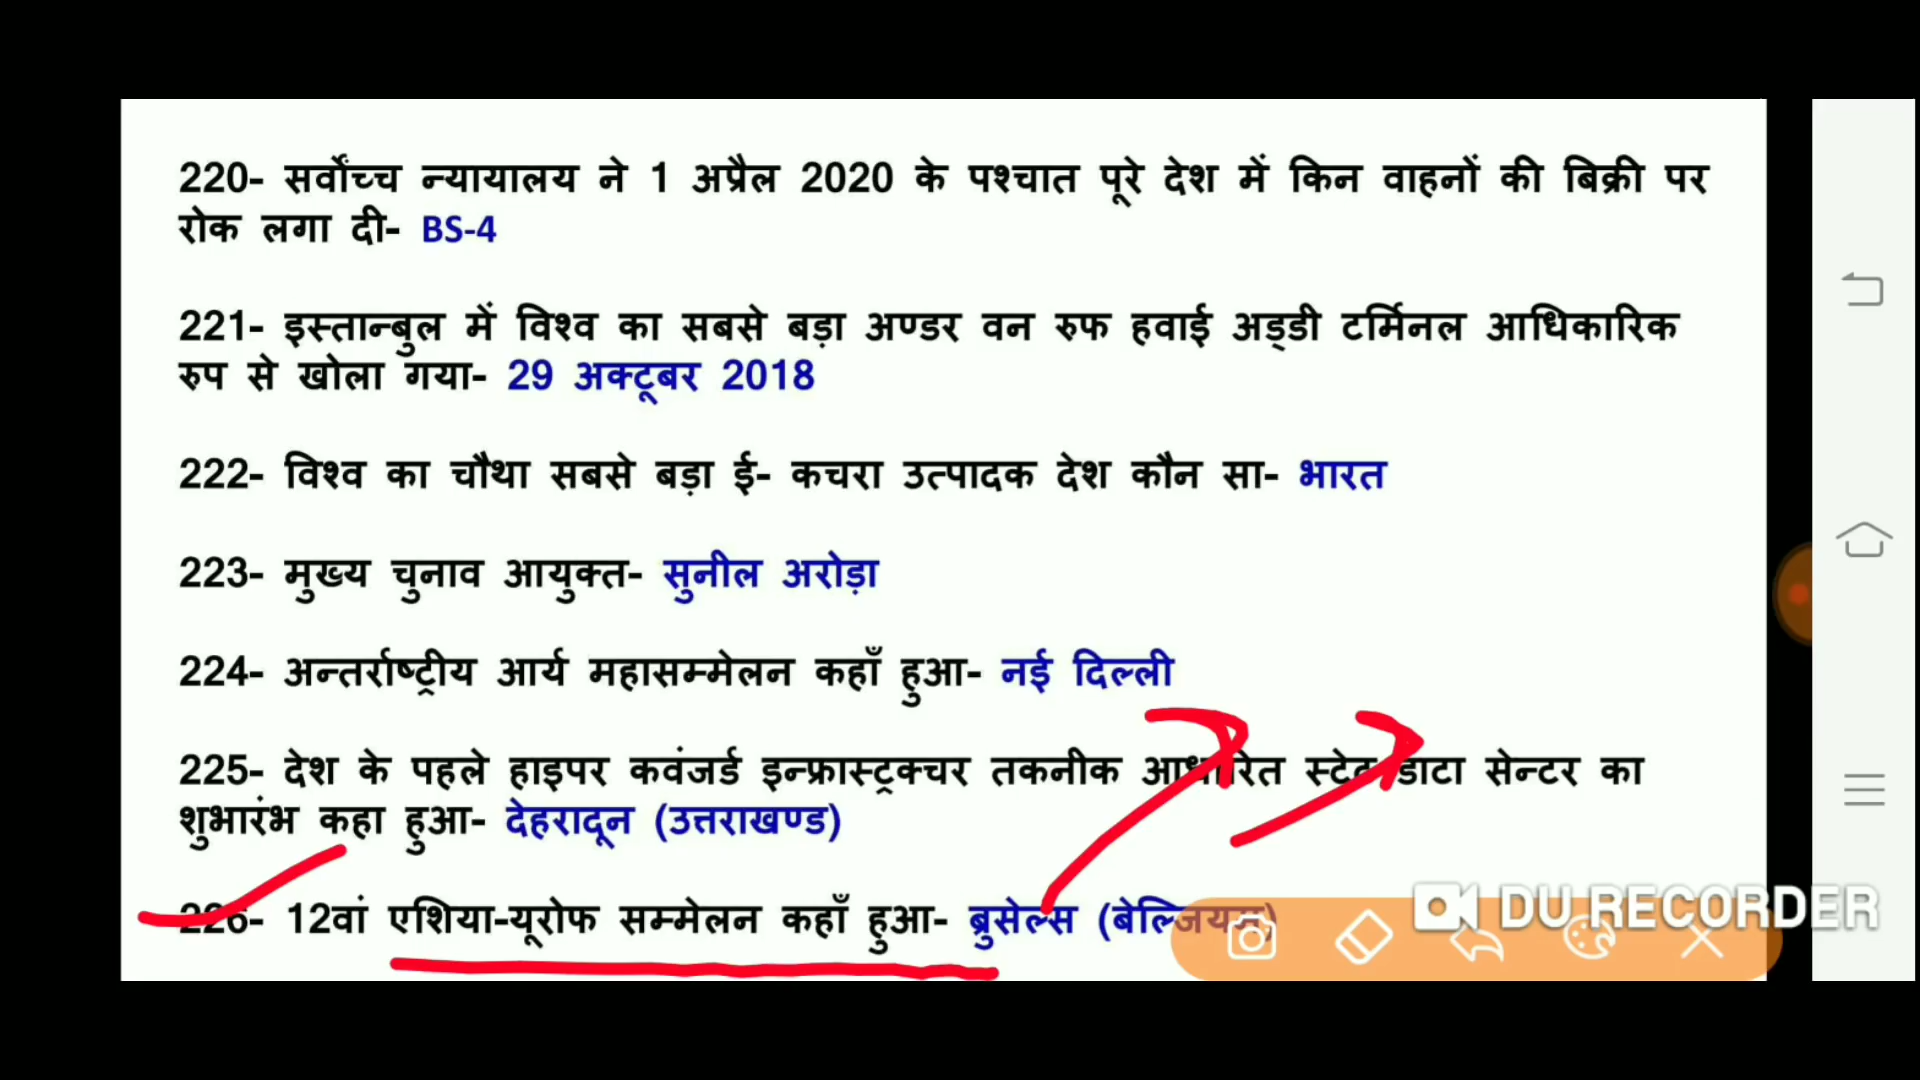 220- सर्वोच्च न्यायालय ने 1 अप्रैल 2020 के पश्चात पूरे देश में किन वाहनों की बिक्री पर
रोक लगा दी- BS-4
221- इस्तान्बुल में विश्व का सबसे बड़ा अण्डर वन रुफ हवाई अड्डी टर्मिनल आधिकारिक
रुप से खोला गया- 29 अक्टूबर 2018
222- विश्व का चौथा सबसे बड़ा ई- कचरा उत्पादक देश कौन सा- भारत
223- मुख्य चुनाव आयुक्त- सुनील अरोड़ा
224- अन्तर्राष्ट्रीय आर्य महासम्मेलन कहाँ हुआ- नई दिल्ली
225- देश के पहले हाइपर कवंजर्ड इन्फ्रास्ट्रक्चर तकनीक आधारित स्टेट डाटा सेन्टर का
शुभारंभ कहा हुआ- देहरादून (उत्तराखण्ड)
226- 12वां एशिया-यूरोफ सम्मेलन कहाँ हुआ- ब्रुसेल्स (बेल्जियम)
DU RECORDER